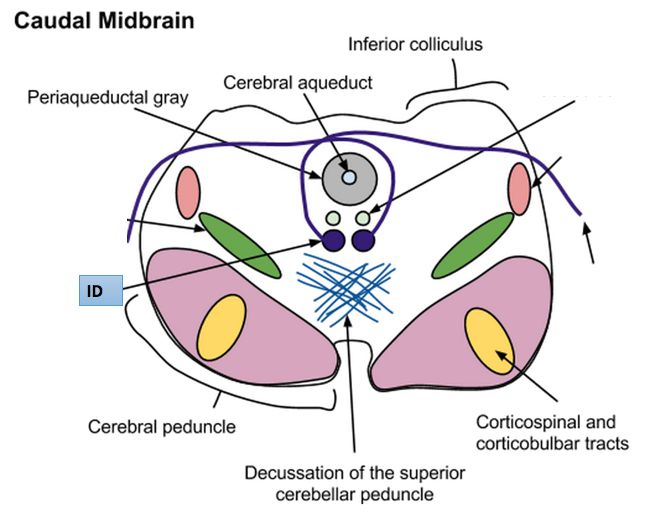 Caudal Midbrain
Inferior colliculus
Cerebral aqueduct
Periaqueductal gray
ID
Cerebral peduncle
Corticospinal and
corticobulbar tracts
Decussation of the superior
cerebellar peduncle